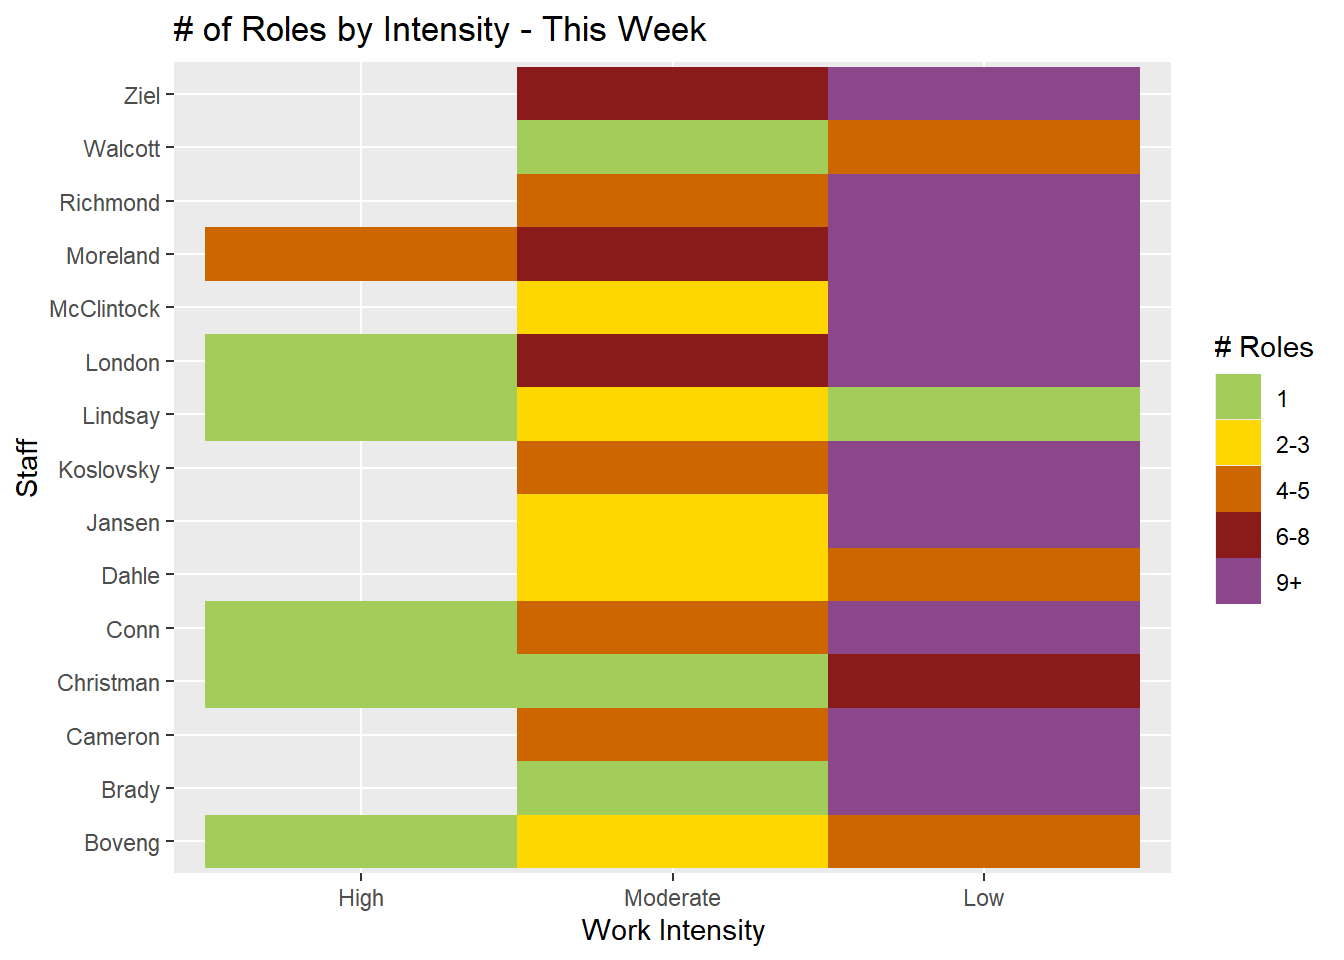 # of Roles by Intensity - This Week
Staff
Ziel
Walcott
Richmond
Moreland
McClintock
London
Lindsay
Koslovsky
Jansen
Dahle
Conn
Christman
Cameron
Brady
Boveng
High
Moderate
Low
Work Intensity
# Roles
1
2-3
4-5
6-8
9+